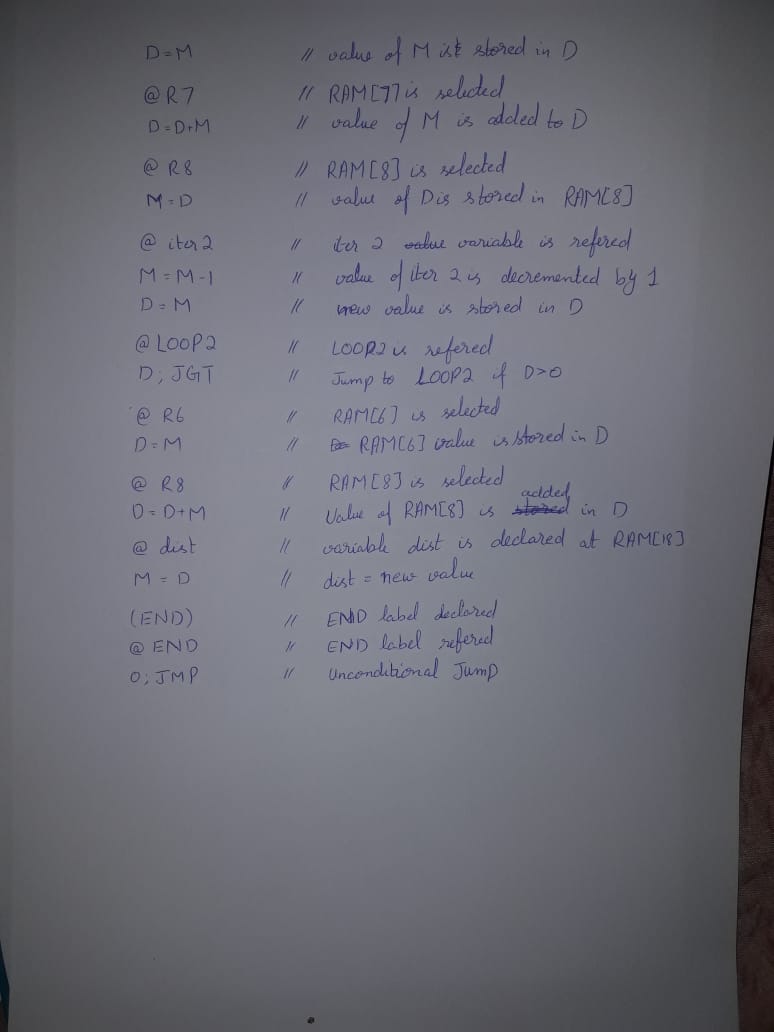 D=M // value of M is stored in D
@R7 // RAM[7] is selected
D=D+M // value of M is added to D
@R8 // RAM[8] is selected
M=D // value of D is stored in RAM[8]
@iter2 // iter 2 value variable is refered
M=M-1 // value of iter 2 is decremented by 1
D=M // new value is stored in D
@LOOP2 // LOOP2 is refered
D;JGT // Jump to LOOP2 if D>0
@R6 // RAM[6] is selected
D=M // RAM[6] value is stored in D
@R8 // RAM[8] is selected
added
D=D+M // Value of RAM[8] is stored in D
@dist // variable dist is declared at RAM[18]
M=D // dist = new value
(END) // END label declared
@END // END label refered
0;JMP // Unconditional Jump